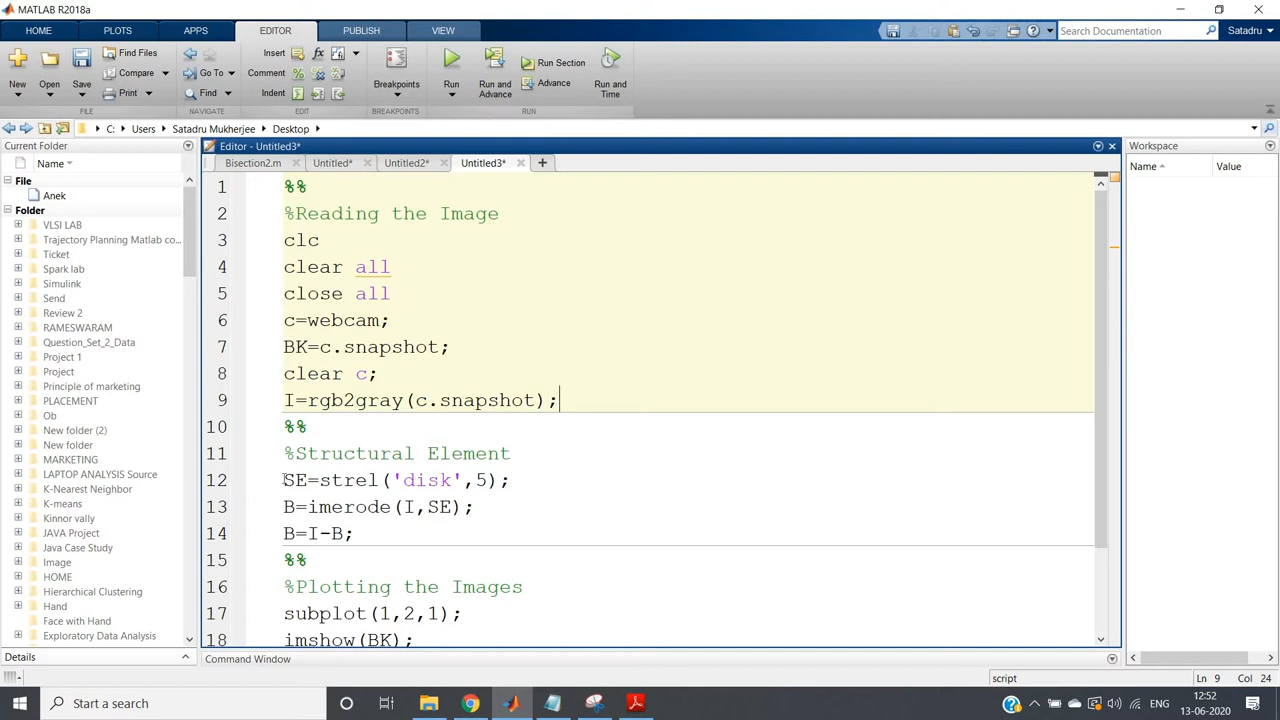 MATLAB R2018a
HOME PLOTS APPS EDITOR PUBLISH VIEW Search Documentation Satadru
New Open Save Find Files Compare Print Go To Find Insert Comment Indent fx Breakpoints Run Run and Advance Run Section Advance Run and Time
FILE NAVIGATE EDIT BREAKPOINTS RUN
C: Users Satadru Mukherjee Desktop
Current Folder
Name
File
Anek
Folder
VLSI LAB
Trajectory Planning Matlab co...
Ticket
Spark lab
Simulink
Send
Review 2
RAMESWARAM
Question_Set_2_Data
Project 1
Project
Principle of marketing
PLACEMENT
Ob
New folder (2)
New folder
MARKETING
LAPTOP ANALYSIS Source
K-Nearest Neighbor
K-means
Kinnor vally
JAVA Project
Java Case Study
Image
HOME
Hierarchical Clustering
Hand
Face with Hand
Exploratory Data Analysis
Details
Editor - Untitled3*
Bisection2.m Untitled* Untitled2* Untitled3*
1 %%
2 %Reading the Image
3 clc
4 clear all
5 close all
6 c=webcam;
7 BK=c.snapshot;
8 clear c;
9 I=rgb2gray(c.snapshot);
10 %%
11 %Structural Element
12 SE=strel('disk',5);
13 B=imerode(I,SE);
14 B=I-B;
15 %%
16 %Plotting the Images
17 subplot(1,2,1);
18 imshow(BK);
Command Window
Workspace
Name Value
script Ln 9 Col 24
Start a search
ENG
12:52
13-06-2020